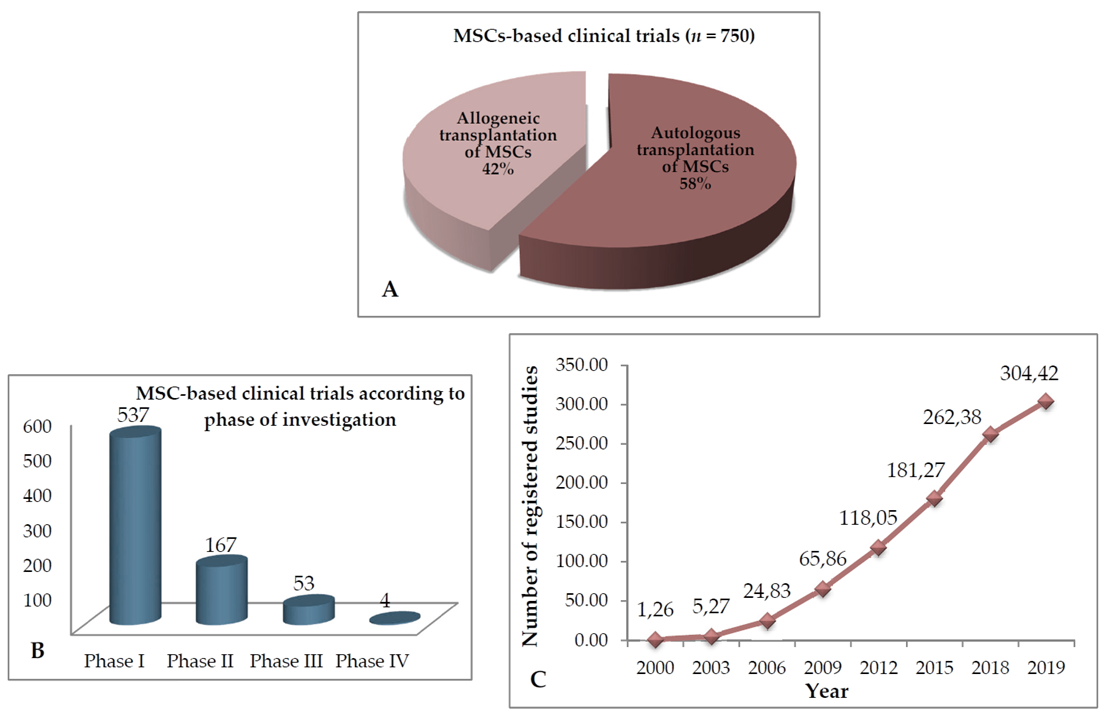 MSCs-based clinical trials (n = 750)
Allogeneic
transplantation
of MSCs
42%
Autologous
transplantation
of MSCs
58%
A
MSC-based clinical trials according to
phase of investigation
600
500
400
300
200
100
537
167
53
4
Phase I
Phase II
Phase III
Phase IV
B
Number of registered studies
350.00
300.00
250.00
200.00
150.00
100.00
50.00
0.00
1,26
5,27
24,83
65,86
118,05
181,27
262,38
304,42
2000
2003
2006
2009
2012
2015
2018
2019
Year
C